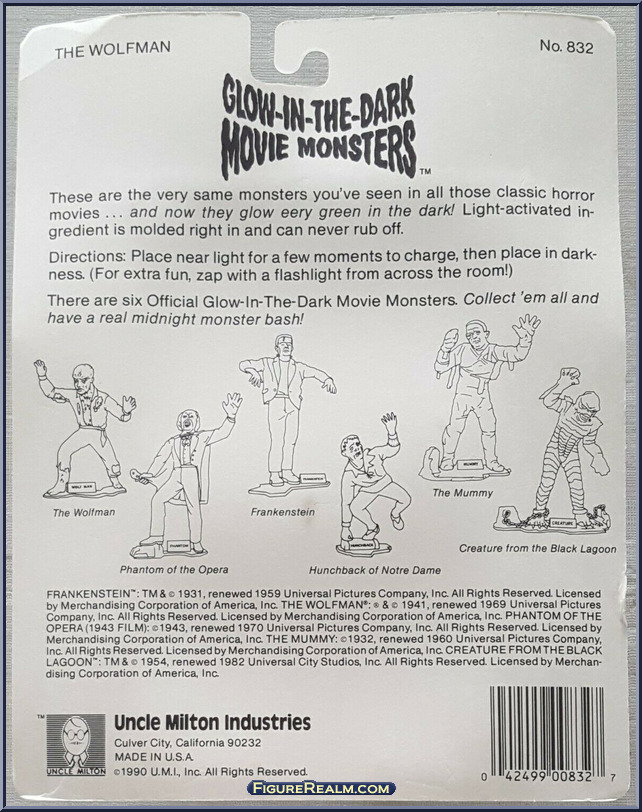 THE WOLFMAN
No. 832
GLOW-IN-THE-DARK
MOVIE MONSTERS™
These are the very same monsters you've seen in all those classic horror
movies ... and now they glow eery green in the dark! Light-activated in-
gredient is molded right in and can never rub off.
Directions: Place near light for a few moments to charge, then place in dark-
ness. (For extra fun, zap with a flashlight from across the room!)
There are six Official Glow-In-The-Dark Movie Monsters. Collect 'em all and
have a real midnight monster bash!
WOLF MAN
PHANTOM
FRANKENSTEIN
HUNCHBACK
MUMMY
CREATURE
The Wolfman
Phantom of the Opera
Frankenstein
Hunchback of Notre Dame
The Mummy
Creature from the Black Lagoon
FRANKENSTEIN™: TM & © 1931, renewed 1959 Universal Pictures Company, Inc. All Rights Reserved. Licensed
by Merchandising Corporation of America, Inc. THE WOLFMAN®: ® & © 1941, renewed 1969 Universal Pictures
Company, Inc. All Rights Reserved. Licensed by Merchandising Corporation of America, Inc. PHANTOM OF THE
OPERA (1943 FILM): © 1943, renewed 1970 Universal Pictures Company, Inc. All Rights Reserved. Licensed by
Merchandising Corporation of America, Inc. THE MUMMY: © 1932, renewed 1960 Universal Pictures Company,
Inc. All Rights Reserved. Licensed by Merchandising Corporation of America, Inc. CREATURE FROM THE BLACK
LAGOON™: TM & © 1954, renewed 1982 Universal City Studios, Inc. All Rights Reserved. Licensed by Merchan-
dising Corporation of America, Inc.
™
UNCLE MILTON
Uncle Milton Industries
Culver City, California 90232
MADE IN U.S.A.
© 1990 U.M.I., Inc. All Rights Reserved.
0 42499 00832 7
FIGUREREALM.COM